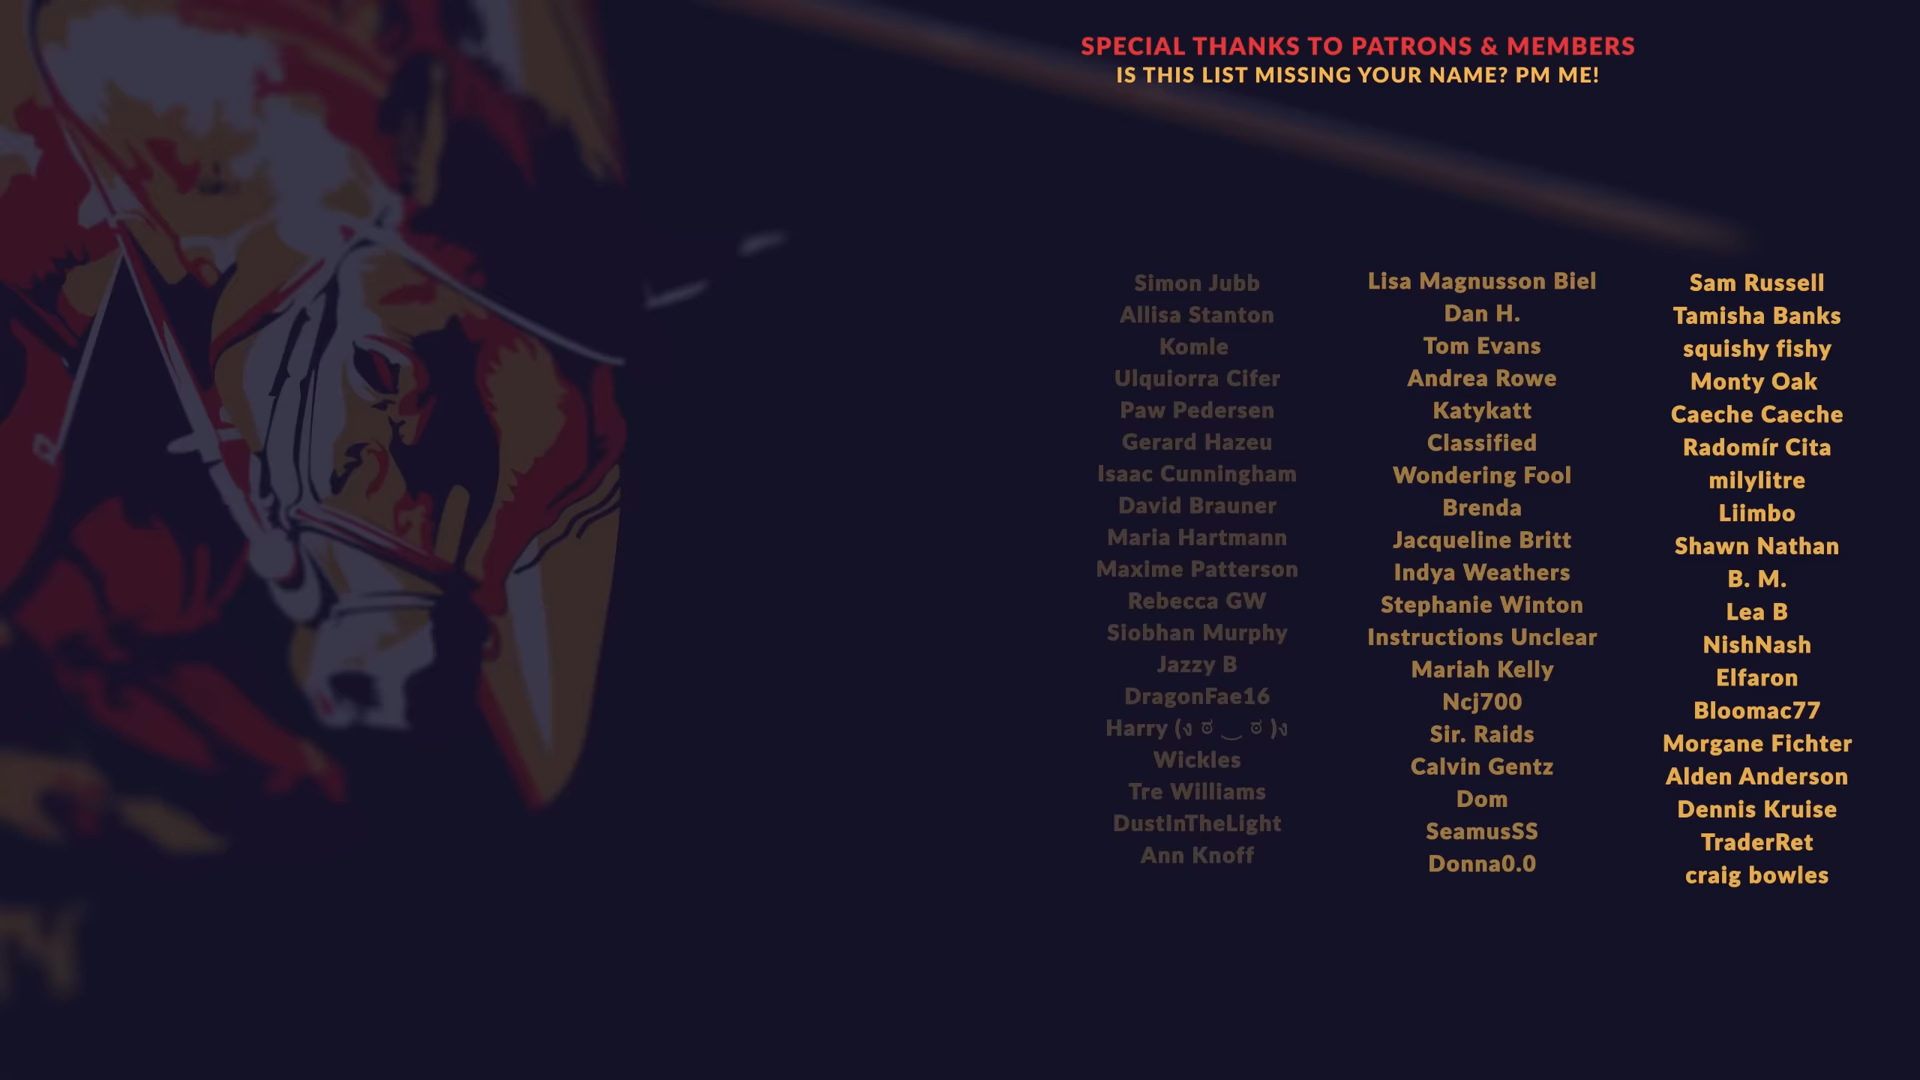 SPECIAL THANKS TO PATRONS & MEMBERS
IS THIS LIST MISSING YOUR NAME? PM ME!
Simon Jubb
Allisa Stanton
Komle
Ulquiorra Cifer
Paw Pedersen
Gerard Hazeu
Isaac Cunningham
David Brauner
Maria Hartmann
Maxime Patterson
Rebecca GW
Siobhan Murphy
Jazzy B
DragonFae16
Harry (ง ಠ‿ಠ)ง
Wickles
Tre Williams
DustInTheLight
Ann Knoff
Lisa Magnusson Biel
Dan H.
Tom Evans
Andrea Rowe
Katykatt
Classified
Wondering Fool
Brenda
Jacqueline Britt
Indya Weathers
Stephanie Winton
Instructions Unclear
Mariah Kelly
Ncj700
Sir. Raids
Calvin Gentz
Dom
SeamusSS
Donna0.0
Sam Russell
Tamisha Banks
squishy fishy
Monty Oak
Caeche Caeche
Radomír Cita
milylitre
Liimbo
Shawn Nathan
B. M.
Lea B
NishNash
Elfaron
Bloomac77
Morgane Fichter
Alden Anderson
Dennis Kruise
TraderRet
craig bowles